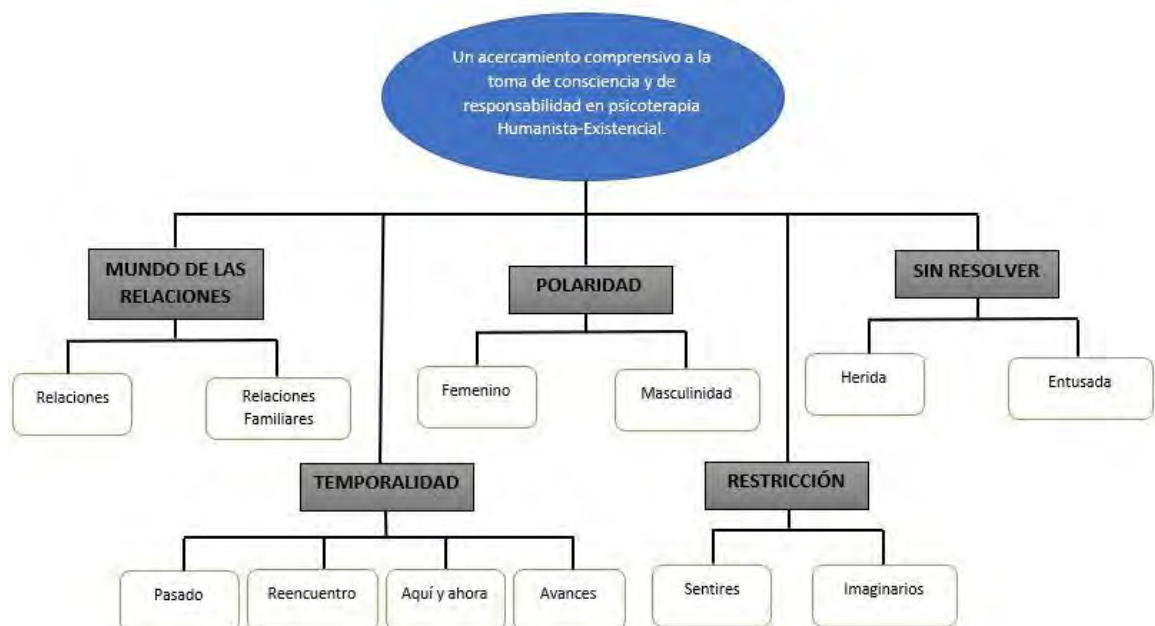 Un acercamiento comprensivo a la
toma de consciencia y de
responsabilidad en psicoterapia
Humanista-Existencial.
MUNDO DE LAS
RELACIONES
POLARIDAD
SIN RESOLVER
Relaciones
Relaciones
Familiares
Femenino
Masculinidad
Herida
Entusada
TEMPORALIDAD
RESTRICCIÓN
Pasado
Reencuentro
Aquí y ahora
Avances
Sentires
Imaginarios